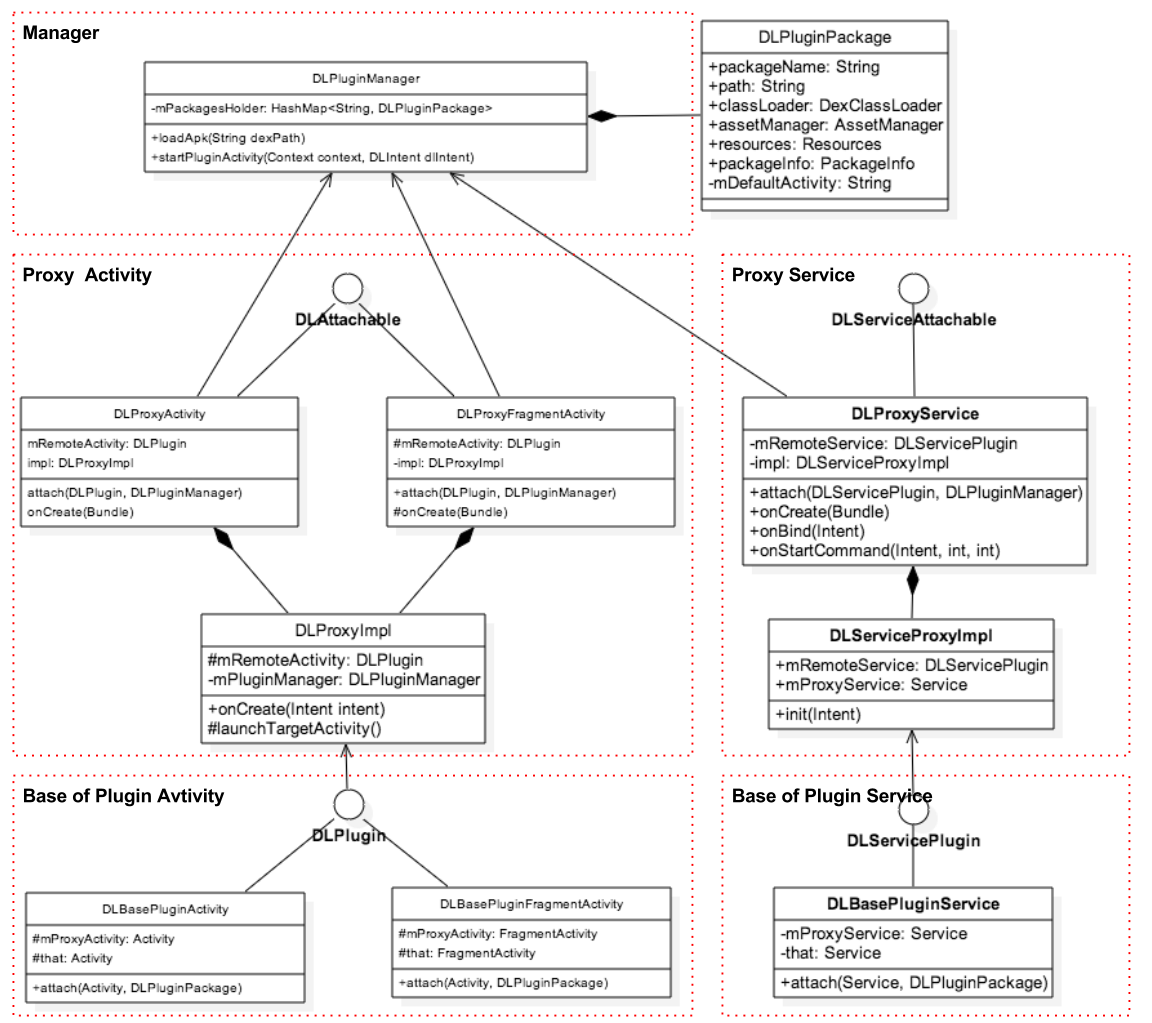 Manager
DLPluginManager
-mPackagesHolder: HashMap<String, DLPluginPackage>
+loadApk(String dexPath)
+startPluginActivity(Context context, DLIntent dlIntent)
DLPluginPackage
+packageName: String
+path: String
+classLoader: DexClassLoader
+assetManager: AssetManager
+resources: Resources
+packageInfo: PackageInfo
-mDefaultActivity: String
Proxy Activity
DLAttachable
DLProxyActivity
mRemoteActivity: DLPlugin
impl: DLProxyImpl
attach(DLPlugin, DLPluginManager)
onCreate(Bundle)
DLProxyFragmentActivity
#mRemoteActivity: DLPlugin
-impl: DLProxyImpl
+attach(DLPlugin, DLPluginManager)
#onCreate(Bundle)
DLProxyImpl
#mRemoteActivity: DLPlugin
-mPluginManager: DLPluginManager
+onCreate(Intent intent)
#launchTargetActivity()
Proxy Service
DLServiceAttachable
DLProxyService
-mRemoteService: DLServicePlugin
-impl: DLServiceProxyImpl
+attach(DLServicePlugin, DLPluginManager)
+onCreate(Bundle)
+onBind(Intent)
+onStartCommand(Intent, int, int)
DLServiceProxyImpl
+mRemoteService: DLServicePlugin
+mProxyService: Service
+init(Intent)
Base of Plugin Avtivity
DLPlugin
DLBasePluginActivity
#mProxyActivity: Activity
#that: Activity
+attach(Activity, DLPluginPackage)
DLBasePluginFragmentActivity
#mProxyActivity: FragmentActivity
#that: FragmentActivity
+attach(Activity, DLPluginPackage)
Base of Plugin Service
DLServicePlugin
DLBasePluginService
-mProxyService: Service
-that: Service
+attach(Service, DLPluginPackage)